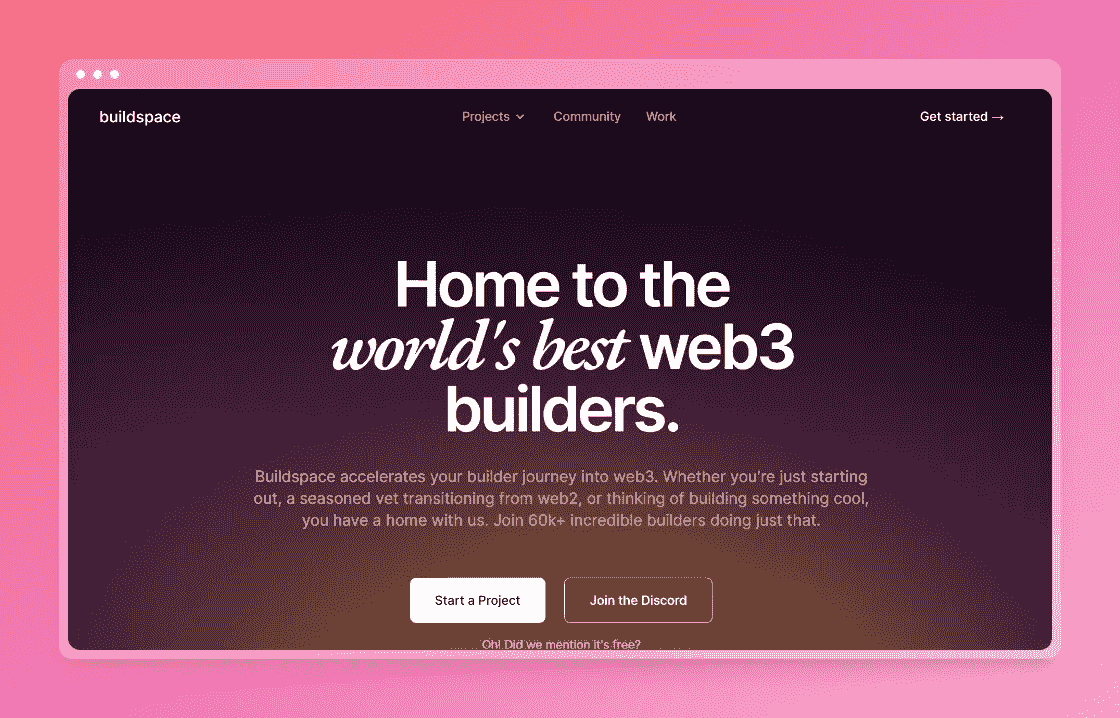 buildspace
Projects
Community
Work
Get started →
Home to the
world's best web3
builders.
Buildspace accelerates your builder journey into web3. Whether you're just starting
out, a seasoned vet transitioning from web2, or thinking of building something cool,
you have a home with us. Join 60k+ incredible builders doing just that.
Start a Project
Join the Discord
Oh! Did we mention it's free?